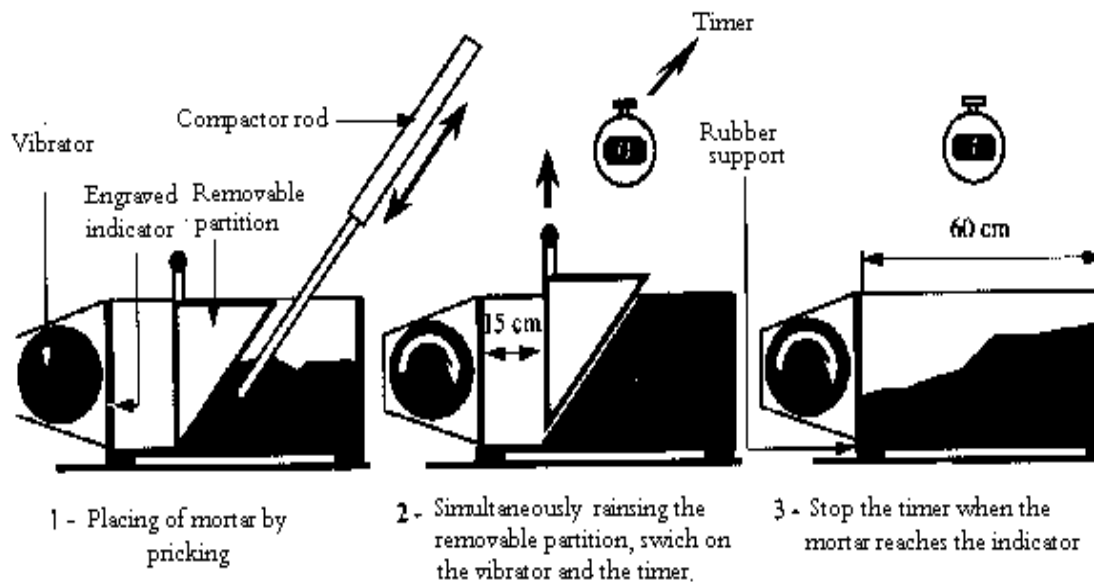 Timer
Compactor rod
Vibrator
Rubber
support
Engraved
indicator
Removable
partition
60 cm
15 cm
0
1 - Placing of mortar by
pricking
2 - Simultaneously rainsing the
removable partition, swich on
the vibrator and the timer.
3 - Stop the timer when the
mortar reaches the indicator